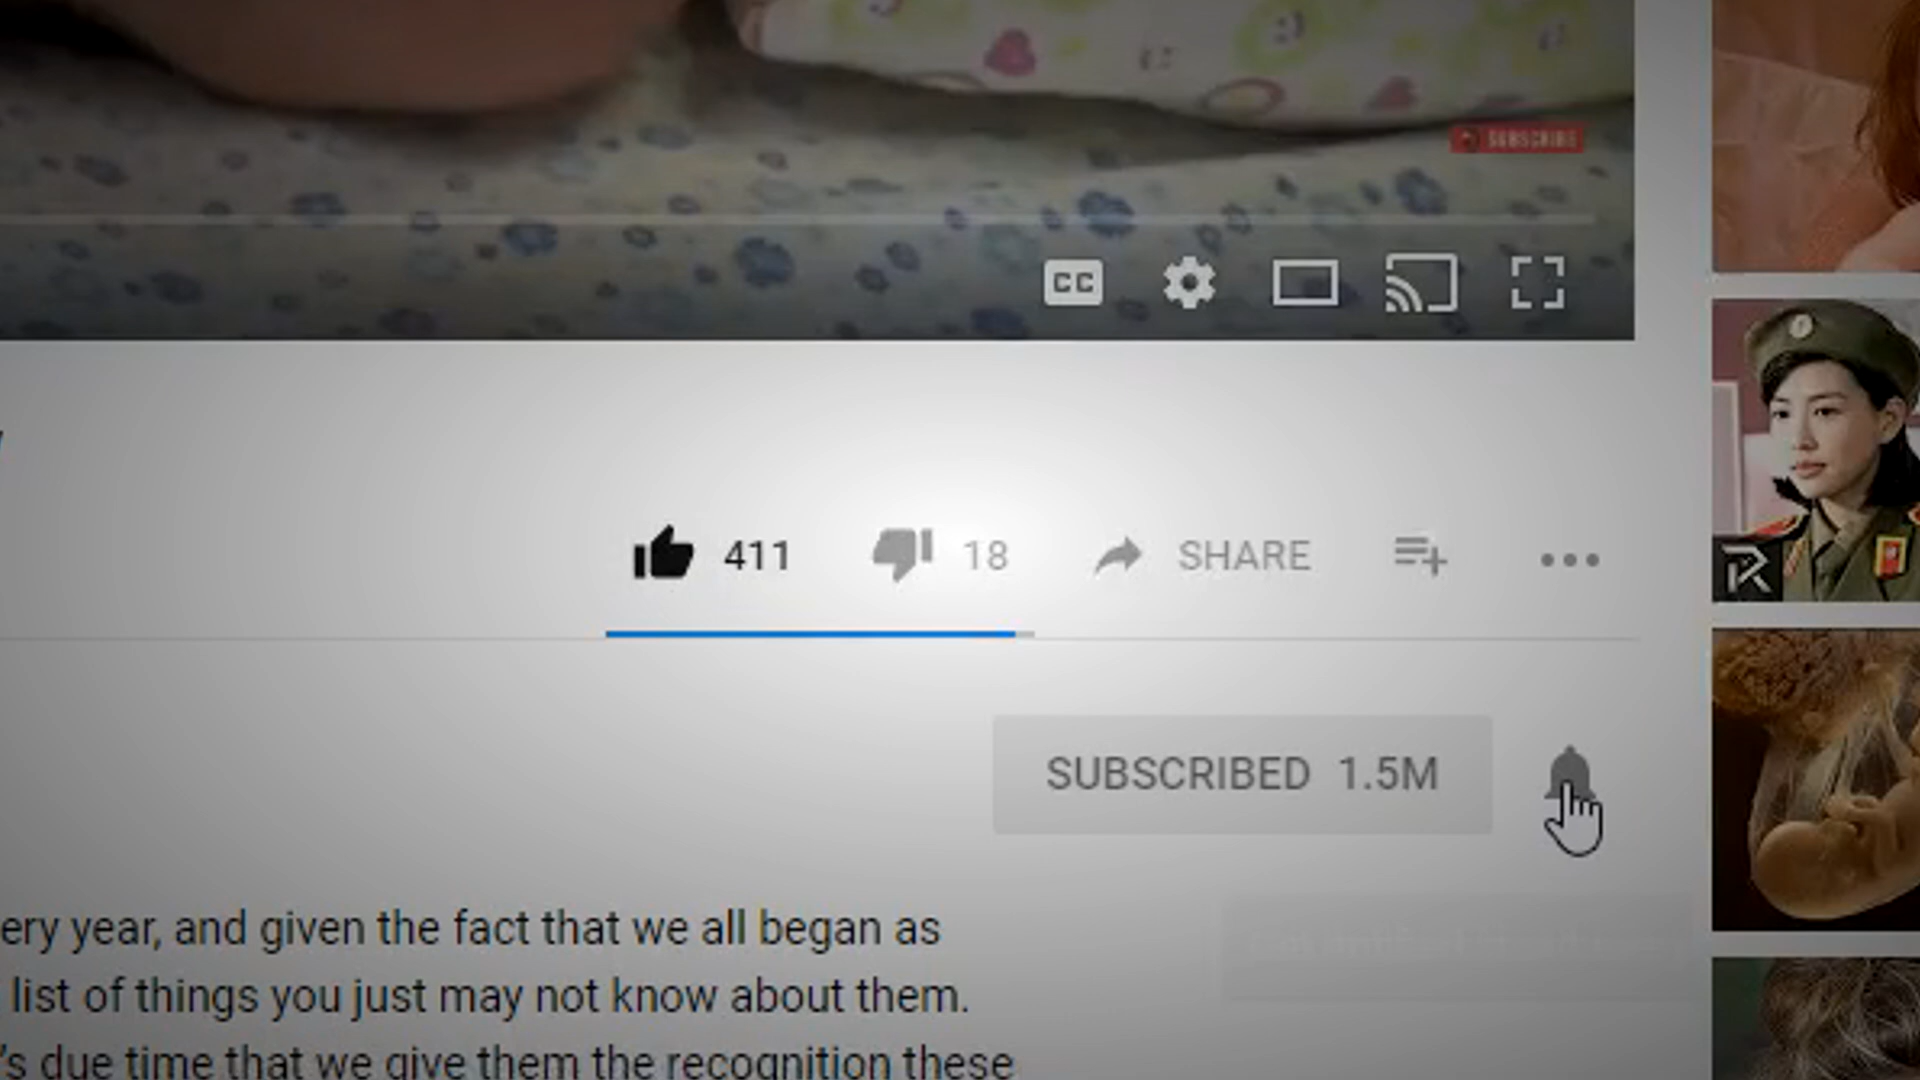 SUBSCRIBE
CC
411 18 SHARE
SUBSCRIBED 1.5M
ery year, and given the fact that we all began as
list of things you just may not know about them.
's due time that we give them the recognition these